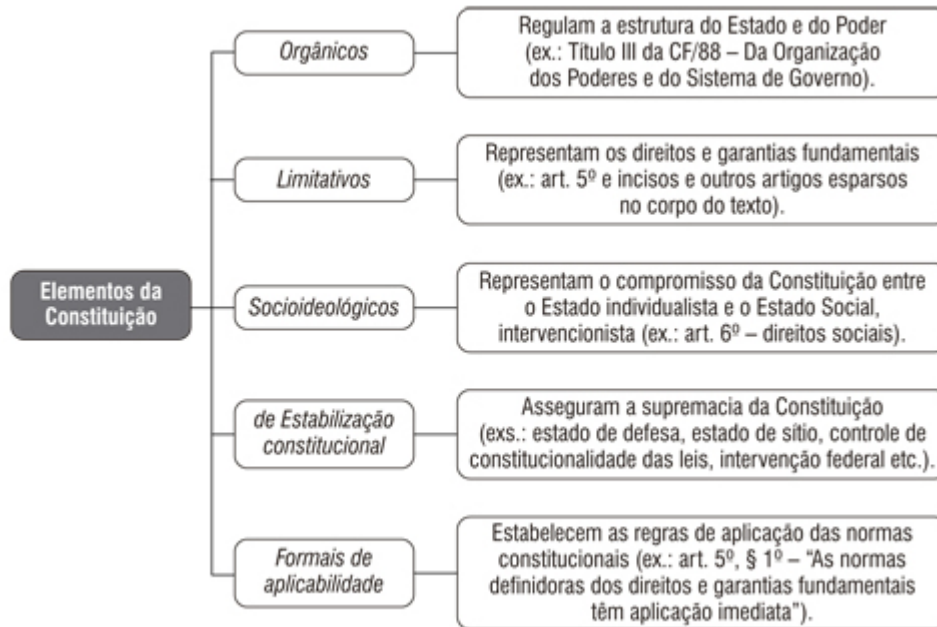 Orgânicos
Regulam a estrutura do Estado e do Poder
(ex.: Título III da CF/88 – Da Organização
dos Poderes e do Sistema de Governo).
Limitativos
Representam os direitos e garantias fundamentais
(ex.: art. 5º e incisos e outros artigos esparsos
no corpo do texto).
Elementos da
Constituição
Socioideológicos
Representam o compromisso da Constituição entre
o Estado individualista e o Estado Social,
intervencionista (ex.: art. 6º – direitos sociais).
de Estabilização
constitucional
Asseguram a supremacia da Constituição
(exs.: estado de defesa, estado de sítio, controle de
constitucionalidade das leis, intervenção federal etc.).
Formais de
aplicabilidade
Estabelecem as regras de aplicação das normas
constitucionais (ex.: art. 5º, § 1º – “As normas
definidoras dos direitos e garantias fundamentais
têm aplicação imediata”).